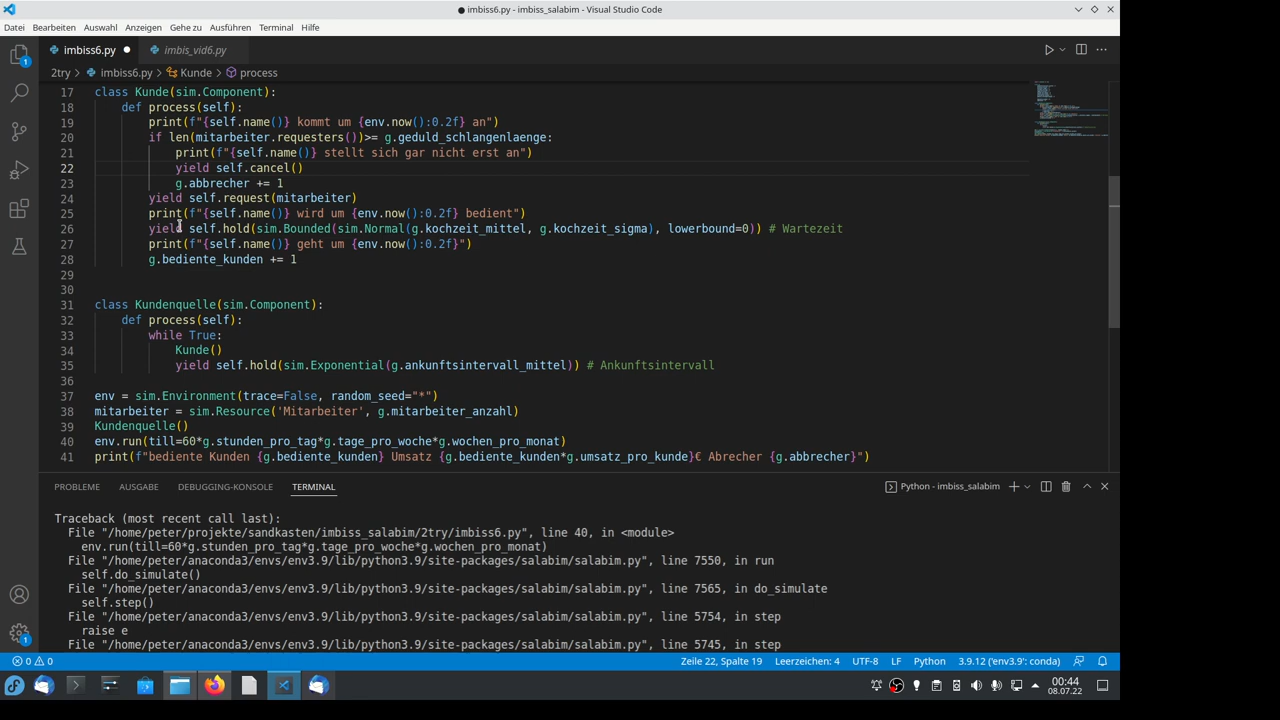 imbiss6.py - imbiss_salabim - Visual Studio Code
Datei Bearbeiten Auswahl Anzeigen Gehe zu Ausführen Terminal Hilfe
imbiss6.py imbis_vid6.py
2try imbiss6.py Kunde process
17 class Kunde(sim.Component):
18 def process(self):
19 print(f"{self.name()} kommt um {env.now():0.2f} an")
20 if len(mitarbeiter.requesters())>= g.geduld_schlangenlaenge:
21 print(f"{self.name()} stellt sich gar nicht erst an")
22 yield self.cancel()
23 g.abbrecher += 1
24 yield self.request(mitarbeiter)
25 print(f"{self.name()} wird um {env.now():0.2f} bedient")
26 yield self.hold(sim.Bounded(sim.Normal(g.kochzeit_mittel, g.kochzeit_sigma), lowerbound=0)) # Wartezeit
27 print(f"{self.name()} geht um {env.now():0.2f}")
28 g.bediente_kunden += 1
29
30
31 class Kundenquelle(sim.Component):
32 def process(self):
33 while True:
34 Kunde()
35 yield self.hold(sim.Exponential(g.ankunftsintervall_mittel)) # Ankunftsintervall
36
37 env = sim.Environment(trace=False, random_seed="*")
38 mitarbeiter = sim.Resource('Mitarbeiter', g.mitarbeiter_anzahl)
39 Kundenquelle()
40 env.run(till=60*g.stunden_pro_tag*g.tage_pro_woche*g.wochen_pro_monat)
41 print(f"bediente Kunden {g.bediente_kunden} Umsatz {g.bediente_kunden*g.umsatz_pro_kunde}€ Abrecher {g.abbrecher}")
PROBLEME AUSGABE DEBUGGING-KONSOLE TERMINAL Python - imbiss_salabim
Traceback (most recent call last):
File "/home/peter/projekte/sandkasten/imbiss_salabim/2try/imbiss6.py", line 40, in <module>
env.run(till=60*g.stunden_pro_tag*g.tage_pro_woche*g.wochen_pro_monat)
File "/home/peter/anaconda3/envs/env3.9/lib/python3.9/site-packages/salabim/salabim.py", line 7550, in run
self.do_simulate()
File "/home/peter/anaconda3/envs/env3.9/lib/python3.9/site-packages/salabim/salabim.py", line 7565, in do_simulate
self.step()
File "/home/peter/anaconda3/envs/env3.9/lib/python3.9/site-packages/salabim/salabim.py", line 5754, in step
raise e
File "/home/peter/anaconda3/envs/env3.9/lib/python3.9/site-packages/salabim/salabim.py", line 5745, in step
0 0 Zeile 22, Spalte 19 Leerzeichen: 4 UTF-8 LF Python 3.9.12 ('env3.9': conda)
00:44
08.07.22